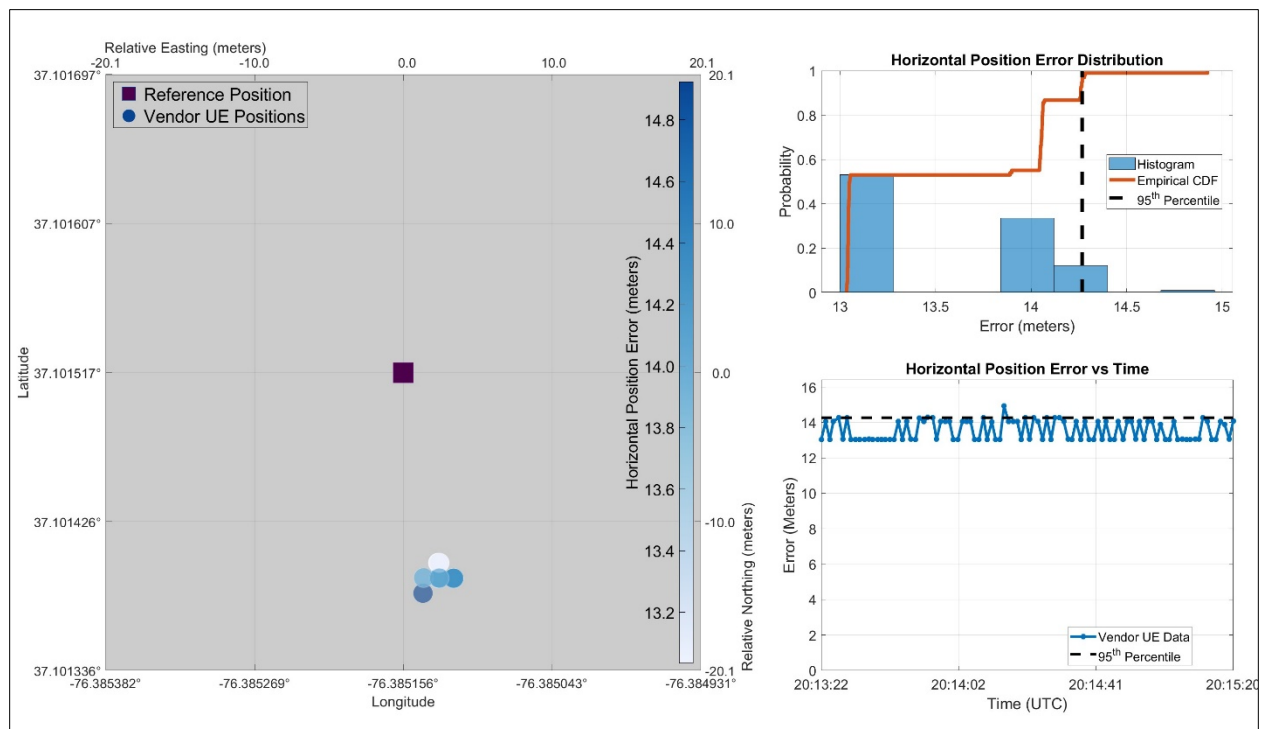 Relative Easting (meters)
-20.1 -10.0 0.0 10.0 20.1
37.101697°
37.101607°
37.101517°
37.101426°
37.101336°
Latitude
Reference Position
Vendor UE Positions
-76.385382° -76.385269° -76.385156° -76.385043° -76.384931°
Longitude
Horizontal Position Error (meters)
14.8
14.6
14.4
14.2
14.0
13.8
13.6
13.4
13.2
20.1
10.0
0.0
-10.0
-20.1
Relative Northing (meters)
Horizontal Position Error Distribution
1
0.8
0.6
0.4
0.2
0
Probability
Histogram
Empirical CDF
95th Percentile
13 13.5 14 14.5 15
Error (meters)
Horizontal Position Error vs Time
16
14
12
10
8
6
4
2
0
Error (Meters)
Vendor UE Data
95th Percentile
20:13:22 20:14:02 20:14:41 20:15:20
Time (UTC)